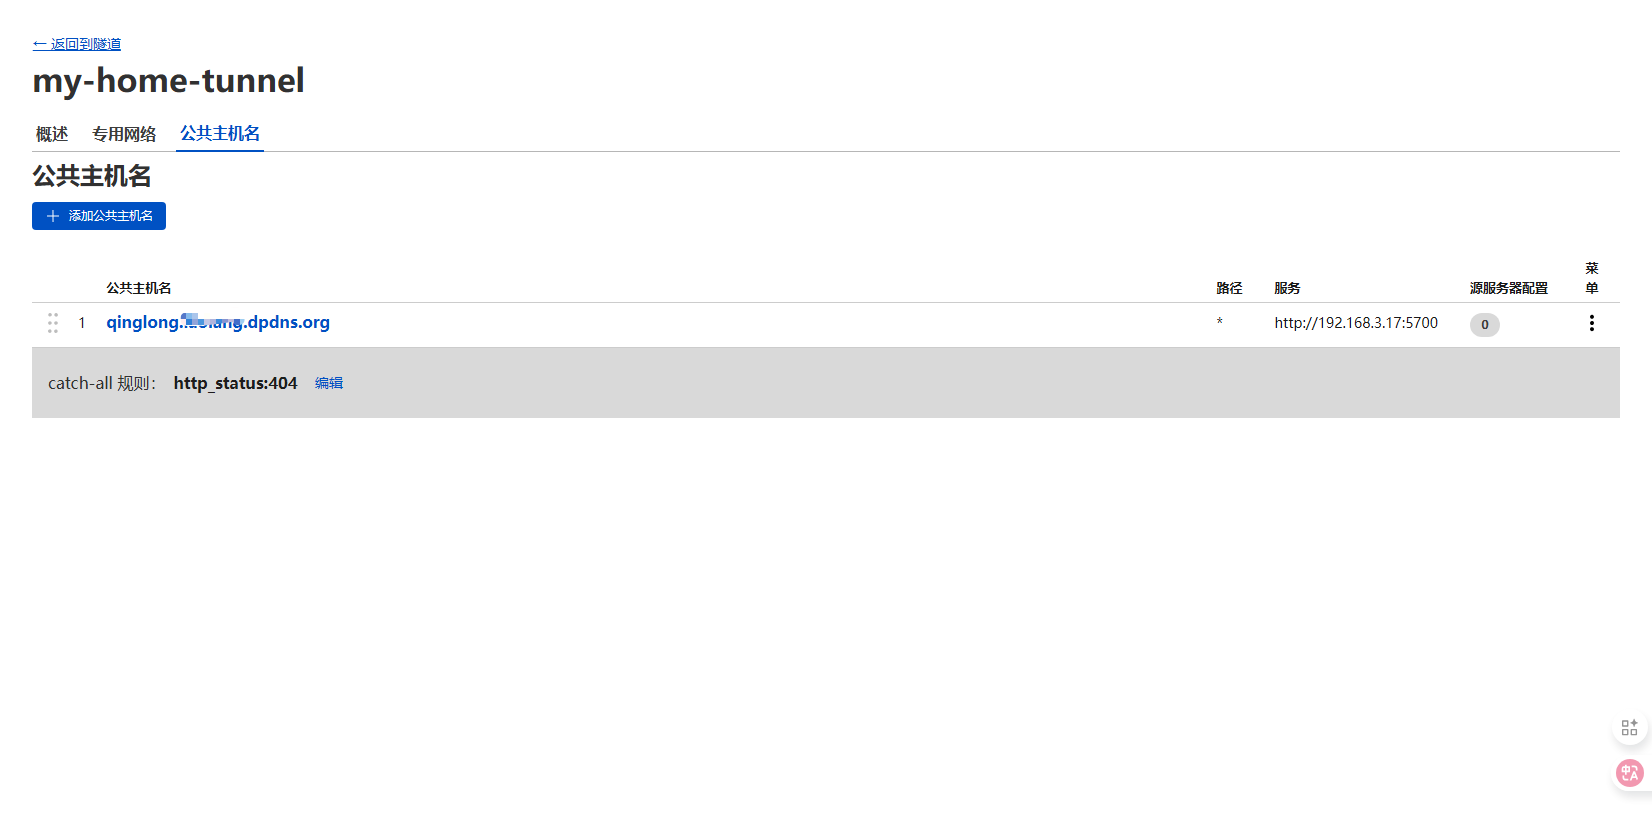 ← 返回到隧道
my-home-tunnel
概述 专用网络 公共主机名
公共主机名
+ 添加公共主机名
公共主机名 路径 服务 源服务器配置 菜单
1 qinglong. .dpdns.org * http://192.168.3.17:5700 0
catch-all 规则： http_status:404 编辑